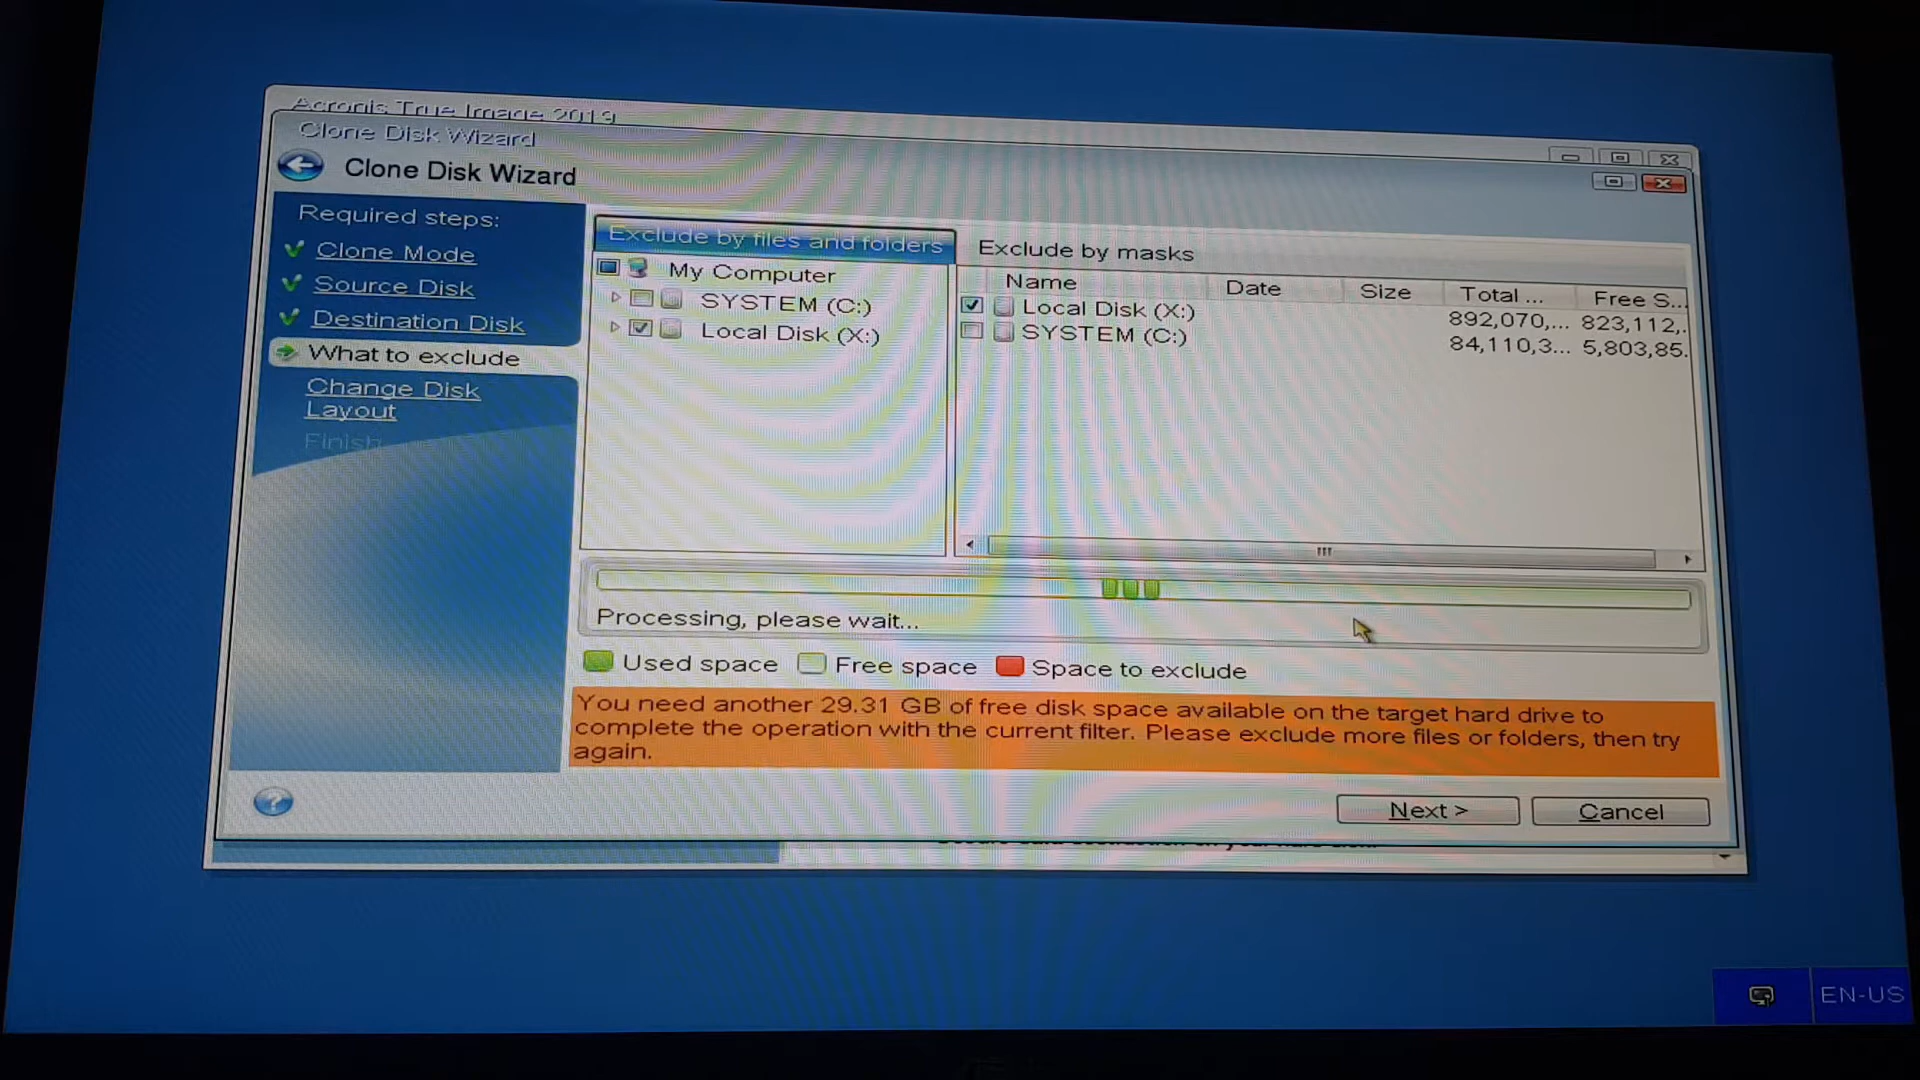 Acronis True Image 2019
Clone Disk Wizard
Clone Disk Wizard
Required steps:
Clone Mode
Source Disk
Destination Disk
What to exclude
Change Disk
Layout
Finish
Exclude by files and folders
My Computer
SYSTEM (C:)
Local Disk (X:)
Exclude by masks
Name Date Size Total ... Free S...
Local Disk (X:) 892,070,... 823,112,.
SYSTEM (C:) 84,110,3... 5,803,85.
Processing, please wait...
Used space Free space Space to exclude
You need another 29.31 GB of free disk space available on the target hard drive to
complete the operation with the current filter. Please exclude more files or folders, then try
again.
?
Next > Cancel
EN-US